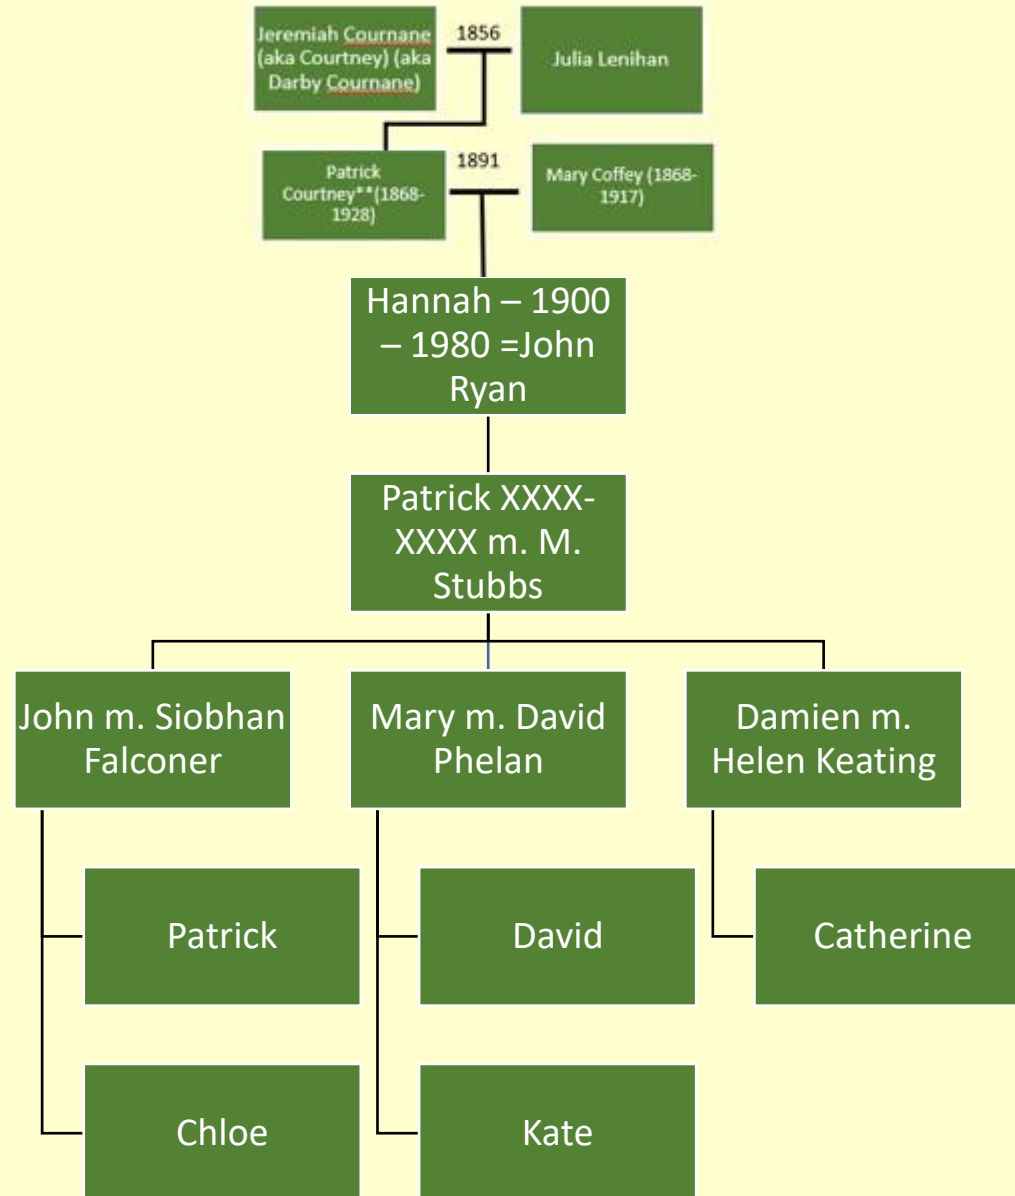 Jeremiah Cournane
(aka Courtney) (aka
Darby Cournane)
1856
Julia Lenihan
Patrick
Courtney**(1868-
1928)
1891
Mary Coffey (1868-
1917)
Hannah – 1900
– 1980 =John
Ryan
Patrick XXXX-
XXXX m. M.
Stubbs
John m. Siobhan
Falconer
Mary m. David
Phelan
Damien m.
Helen Keating
Patrick
David
Catherine
Chloe
Kate